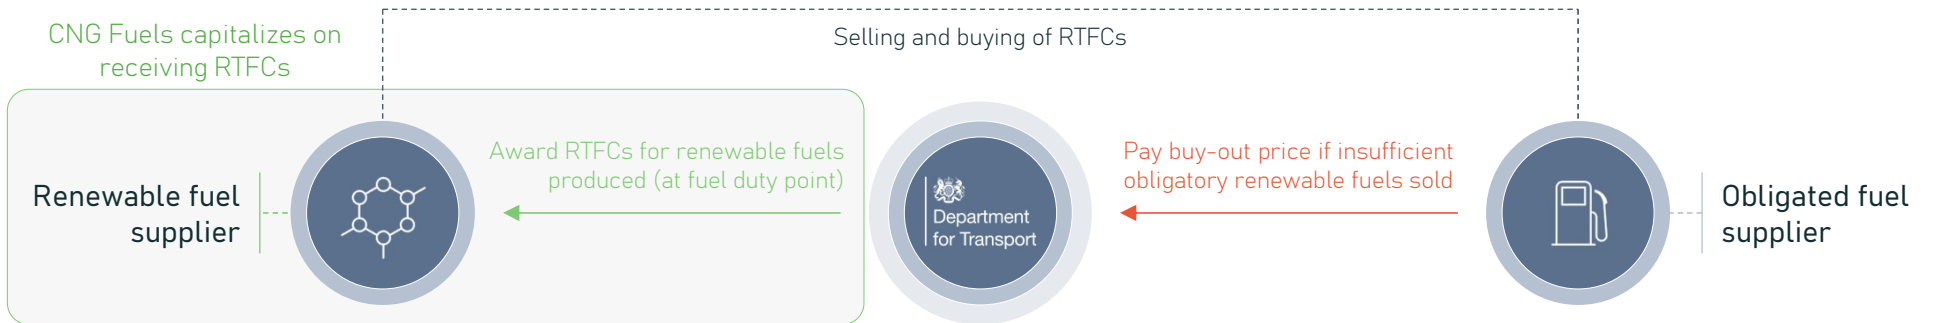 CNG Fuels capitalizes on
receiving RTFCs
Selling and buying of RTFCs
Renewable fuel
supplier
Award RTFCs for renewable fuels
produced (at fuel duty point)
Department
for Transport
Pay buy-out price if insufficient
obligatory renewable fuels sold
Obligated fuel
supplier